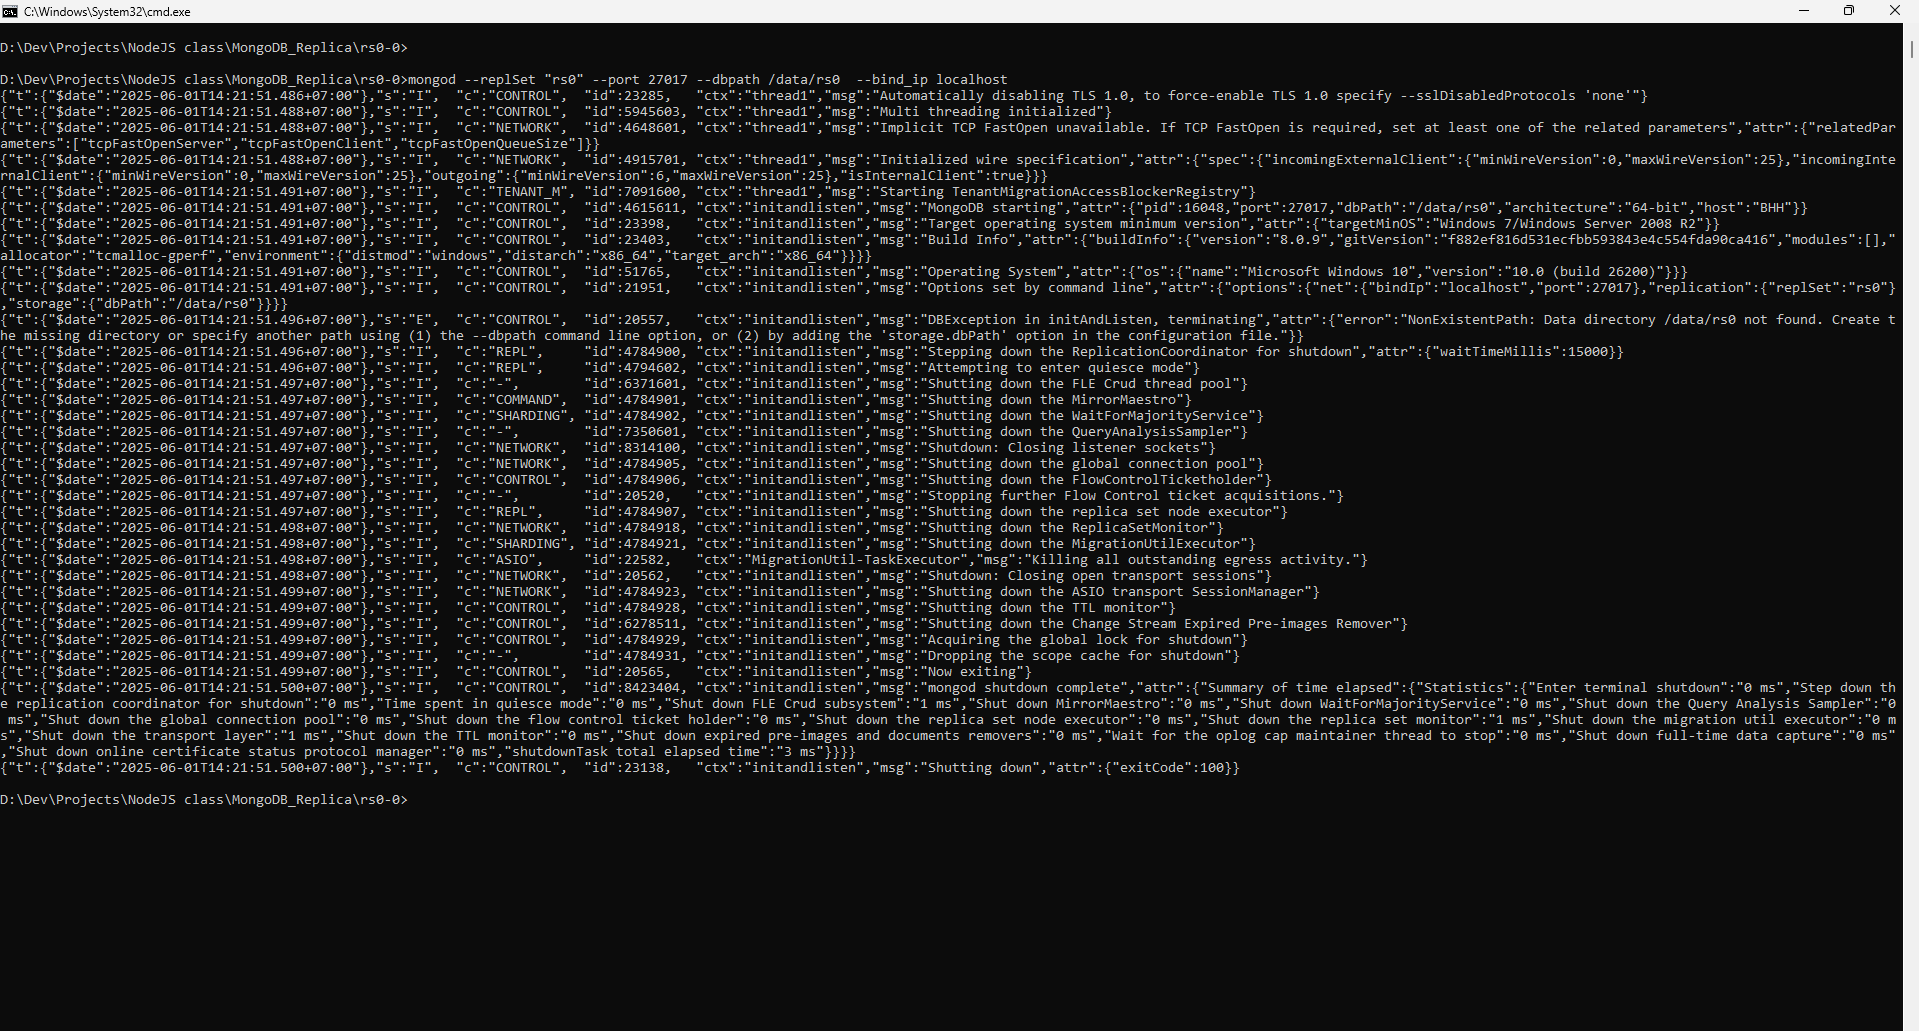 C:\Windows\System32\cmd.exe
D:\Dev\Projects\NodeJS class\MongoDB_Replica\rs0-0>
D:\Dev\Projects\NodeJS class\MongoDB_Replica\rs0-0>mongod --replSet "rs0" --port 27017 --dbpath /data/rs0  --bind_ip localhost
{"t":{"$date":"2025-06-01T14:21:51.486+07:00"},"s":"I",  "c":"CONTROL",  "id":23285,   "ctx":"thread1","msg":"Automatically disabling TLS 1.0, to force-enable TLS 1.0 specify --sslDisabledProtocols 'none'"}
{"t":{"$date":"2025-06-01T14:21:51.488+07:00"},"s":"I",  "c":"CONTROL",  "id":5945603, "ctx":"thread1","msg":"Multi threading initialized"}
{"t":{"$date":"2025-06-01T14:21:51.488+07:00"},"s":"I",  "c":"NETWORK",  "id":4648601, "ctx":"thread1","msg":"Implicit TCP FastOpen unavailable. If TCP FastOpen is required, set at least one of the related parameters","attr":{"relatedPar
ameters":["tcpFastOpenServer","tcpFastOpenClient","tcpFastOpenQueueSize"]}}
{"t":{"$date":"2025-06-01T14:21:51.488+07:00"},"s":"I",  "c":"NETWORK",  "id":4915701, "ctx":"thread1","msg":"Initialized wire specification","attr":{"spec":{"incomingExternalClient":{"minWireVersion":0,"maxWireVersion":25},"incomingInte
rnalClient":{"minWireVersion":0,"maxWireVersion":25},"outgoing":{"minWireVersion":6,"maxWireVersion":25},"isInternalClient":true}}}
{"t":{"$date":"2025-06-01T14:21:51.491+07:00"},"s":"I",  "c":"TENANT_M", "id":7091600, "ctx":"thread1","msg":"Starting TenantMigrationAccessBlockerRegistry"}
{"t":{"$date":"2025-06-01T14:21:51.491+07:00"},"s":"I",  "c":"CONTROL",  "id":4615611, "ctx":"initandlisten","msg":"MongoDB starting","attr":{"pid":16048,"port":27017,"dbPath":"/data/rs0","architecture":"64-bit","host":"BHH"}}
{"t":{"$date":"2025-06-01T14:21:51.491+07:00"},"s":"I",  "c":"CONTROL",  "id":23398,   "ctx":"initandlisten","msg":"Target operating system minimum version","attr":{"targetMinOS":"Windows 7/Windows Server 2008 R2"}}
{"t":{"$date":"2025-06-01T14:21:51.491+07:00"},"s":"I",  "c":"CONTROL",  "id":23403,   "ctx":"initandlisten","msg":"Build Info","attr":{"buildInfo":{"version":"8.0.9","gitVersion":"f882ef816d531ecfbb593843e4c554fda90ca416","modules":[],"
allocator":"tcmalloc-gperf","environment":{"distmod":"windows","distarch":"x86_64","target_arch":"x86_64"}}}}
{"t":{"$date":"2025-06-01T14:21:51.491+07:00"},"s":"I",  "c":"CONTROL",  "id":51765,   "ctx":"initandlisten","msg":"Operating System","attr":{"os":{"name":"Microsoft Windows 10","version":"10.0 (build 26200)"}}}
{"t":{"$date":"2025-06-01T14:21:51.491+07:00"},"s":"I",  "c":"CONTROL",  "id":21951,   "ctx":"initandlisten","msg":"Options set by command line","attr":{"options":{"net":{"bindIp":"localhost","port":27017},"replication":{"replSet":"rs0"}
,"storage":{"dbPath":"/data/rs0"}}}}
{"t":{"$date":"2025-06-01T14:21:51.496+07:00"},"s":"E",  "c":"CONTROL",  "id":20557,   "ctx":"initandlisten","msg":"DBException in initAndListen, terminating","attr":{"error":"NonExistentPath: Data directory /data/rs0 not found. Create t
he missing directory or specify another path using (1) the --dbpath command line option, or (2) by adding the 'storage.dbPath' option in the configuration file."}}
{"t":{"$date":"2025-06-01T14:21:51.496+07:00"},"s":"I",  "c":"REPL",     "id":4784900, "ctx":"initandlisten","msg":"Stepping down the ReplicationCoordinator for shutdown","attr":{"waitTimeMillis":15000}}
{"t":{"$date":"2025-06-01T14:21:51.496+07:00"},"s":"I",  "c":"REPL",     "id":4794602, "ctx":"initandlisten","msg":"Attempting to enter quiesce mode"}
{"t":{"$date":"2025-06-01T14:21:51.497+07:00"},"s":"I",  "c":"-",        "id":6371601, "ctx":"initandlisten","msg":"Shutting down the FLE Crud thread pool"}
{"t":{"$date":"2025-06-01T14:21:51.497+07:00"},"s":"I",  "c":"COMMAND",  "id":4784901, "ctx":"initandlisten","msg":"Shutting down the MirrorMaestro"}
{"t":{"$date":"2025-06-01T14:21:51.497+07:00"},"s":"I",  "c":"SHARDING", "id":4784902, "ctx":"initandlisten","msg":"Shutting down the WaitForMajorityService"}
{"t":{"$date":"2025-06-01T14:21:51.497+07:00"},"s":"I",  "c":"-",        "id":7350601, "ctx":"initandlisten","msg":"Shutting down the QueryAnalysisSampler"}
{"t":{"$date":"2025-06-01T14:21:51.497+07:00"},"s":"I",  "c":"NETWORK",  "id":8314100, "ctx":"initandlisten","msg":"Shutdown: Closing listener sockets"}
{"t":{"$date":"2025-06-01T14:21:51.497+07:00"},"s":"I",  "c":"NETWORK",  "id":4784905, "ctx":"initandlisten","msg":"Shutting down the global connection pool"}
{"t":{"$date":"2025-06-01T14:21:51.497+07:00"},"s":"I",  "c":"CONTROL",  "id":4784906, "ctx":"initandlisten","msg":"Shutting down the FlowControlTicketholder"}
{"t":{"$date":"2025-06-01T14:21:51.497+07:00"},"s":"I",  "c":"-",        "id":20520,   "ctx":"initandlisten","msg":"Stopping further Flow Control ticket acquisitions."}
{"t":{"$date":"2025-06-01T14:21:51.497+07:00"},"s":"I",  "c":"REPL",     "id":4784907, "ctx":"initandlisten","msg":"Shutting down the replica set node executor"}
{"t":{"$date":"2025-06-01T14:21:51.498+07:00"},"s":"I",  "c":"NETWORK",  "id":4784918, "ctx":"initandlisten","msg":"Shutting down the ReplicaSetMonitor"}
{"t":{"$date":"2025-06-01T14:21:51.498+07:00"},"s":"I",  "c":"SHARDING", "id":4784921, "ctx":"initandlisten","msg":"Shutting down the MigrationUtilExecutor"}
{"t":{"$date":"2025-06-01T14:21:51.498+07:00"},"s":"I",  "c":"ASIO",     "id":22582,   "ctx":"MigrationUtil-TaskExecutor","msg":"Killing all outstanding egress activity."}
{"t":{"$date":"2025-06-01T14:21:51.498+07:00"},"s":"I",  "c":"NETWORK",  "id":20562,   "ctx":"initandlisten","msg":"Shutdown: Closing open transport sessions"}
{"t":{"$date":"2025-06-01T14:21:51.499+07:00"},"s":"I",  "c":"NETWORK",  "id":4784923, "ctx":"initandlisten","msg":"Shutting down the ASIO transport SessionManager"}
{"t":{"$date":"2025-06-01T14:21:51.499+07:00"},"s":"I",  "c":"CONTROL",  "id":4784928, "ctx":"initandlisten","msg":"Shutting down the TTL monitor"}
{"t":{"$date":"2025-06-01T14:21:51.499+07:00"},"s":"I",  "c":"CONTROL",  "id":6278511, "ctx":"initandlisten","msg":"Shutting down the Change Stream Expired Pre-images Remover"}
{"t":{"$date":"2025-06-01T14:21:51.499+07:00"},"s":"I",  "c":"CONTROL",  "id":4784929, "ctx":"initandlisten","msg":"Acquiring the global lock for shutdown"}
{"t":{"$date":"2025-06-01T14:21:51.499+07:00"},"s":"I",  "c":"-",        "id":4784931, "ctx":"initandlisten","msg":"Dropping the scope cache for shutdown"}
{"t":{"$date":"2025-06-01T14:21:51.499+07:00"},"s":"I",  "c":"CONTROL",  "id":20565,   "ctx":"initandlisten","msg":"Now exiting"}
{"t":{"$date":"2025-06-01T14:21:51.500+07:00"},"s":"I",  "c":"CONTROL",  "id":8423404, "ctx":"initandlisten","msg":"mongod shutdown complete","attr":{"Summary of time elapsed":{"Statistics":{"Enter terminal shutdown":"0 ms","Step down th
e replication coordinator for shutdown":"0 ms","Time spent in quiesce mode":"0 ms","Shut down FLE Crud subsystem":"1 ms","Shut down MirrorMaestro":"0 ms","Shut down WaitForMajorityService":"0 ms","Shut down the Query Analysis Sampler":"0
 ms","Shut down the global connection pool":"0 ms","Shut down the flow control ticket holder":"0 ms","Shut down the replica set node executor":"0 ms","Shut down the replica set monitor":"1 ms","Shut down the migration util executor":"0 m
s","Shut down the transport layer":"1 ms","Shut down the TTL monitor":"0 ms","Shut down expired pre-images and documents removers":"0 ms","Wait for the oplog cap maintainer thread to stop":"0 ms","Shut down full-time data capture":"0 ms"
,"Shut down online certificate status protocol manager":"0 ms","shutdownTask total elapsed time":"3 ms"}}}}
{"t":{"$date":"2025-06-01T14:21:51.500+07:00"},"s":"I",  "c":"CONTROL",  "id":23138,   "ctx":"initandlisten","msg":"Shutting down","attr":{"exitCode":100}}
D:\Dev\Projects\NodeJS class\MongoDB_Replica\rs0-0>